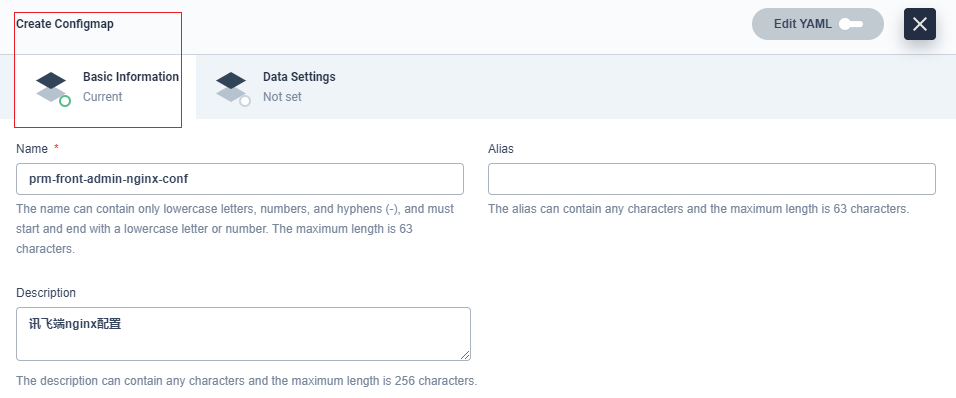 Create Configmap
Edit YAML
Basic Information
Current
Data Settings
Not set
Name *
Alias
prm-front-admin-nginx-conf
The name can contain only lowercase letters, numbers, and hyphens (-), and must
start and end with a lowercase letter or number. The maximum length is 63
characters.
The alias can contain any characters and the maximum length is 63 characters.
Description
讯飞端nginx配置
The description can contain any characters and the maximum length is 256 characters.